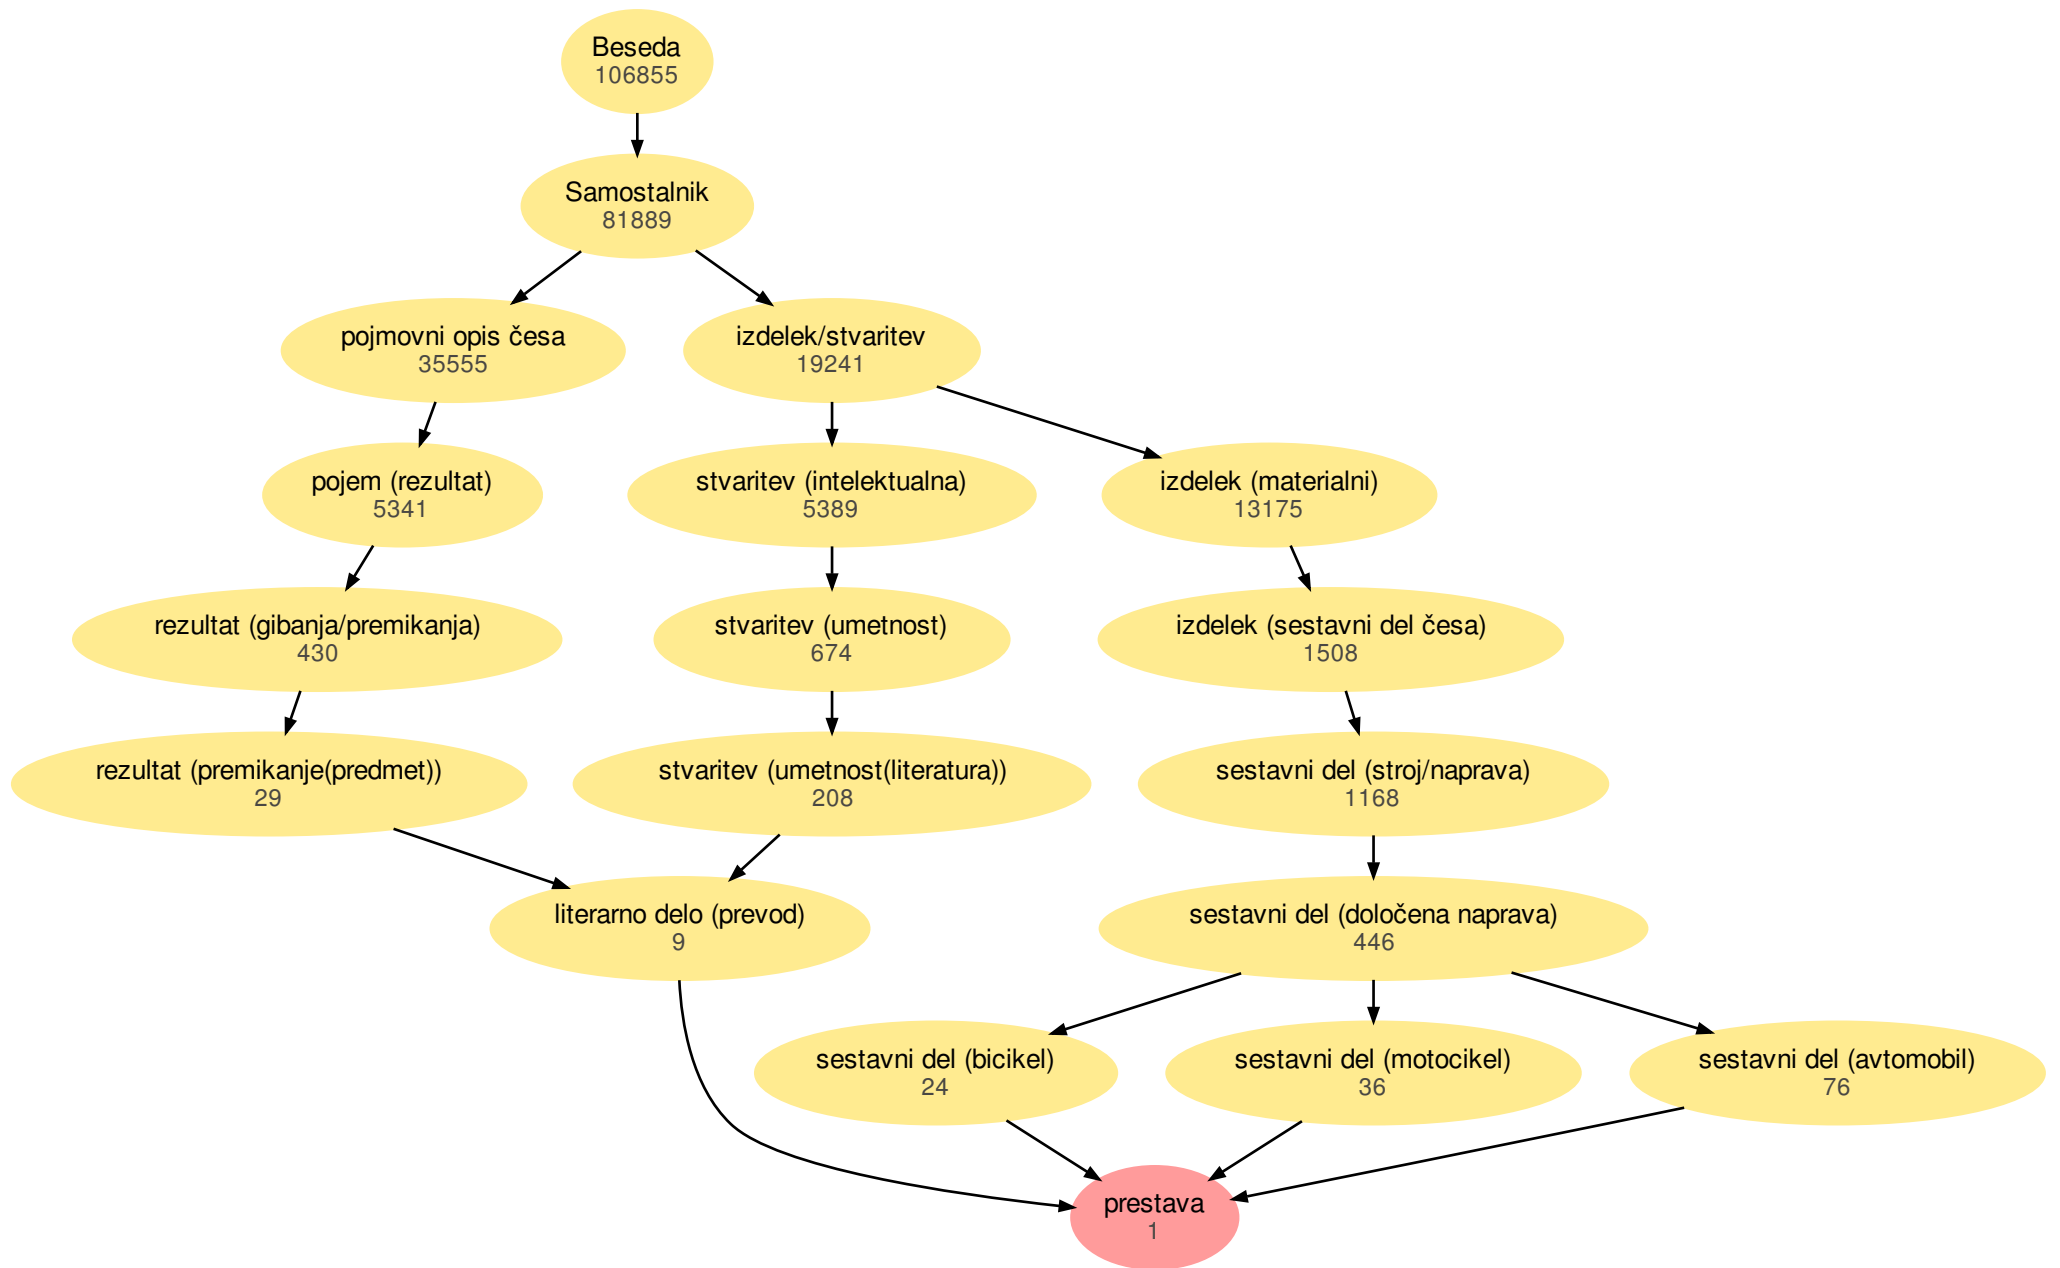 Beseda
106855
Samostalnik
81889
pojmovni opis česa
35555
izdelek/stvaritev
19241
pojem (rezultat)
5341
stvaritev (intelektualna)
5389
izdelek (materialni)
13175
rezultat (gibanja/premikanja)
430
stvaritev (umetnost)
674
izdelek (sestavni del česa)
1508
rezultat (premikanje(predmet))
29
stvaritev (umetnost(literatura))
208
sestavni del (stroj/naprava)
1168
literarno delo (prevod)
9
sestavni del (določena naprava)
446
sestavni del (bicikel)
24
sestavni del (motocikel)
36
sestavni del (avtomobil)
76
prestava
1